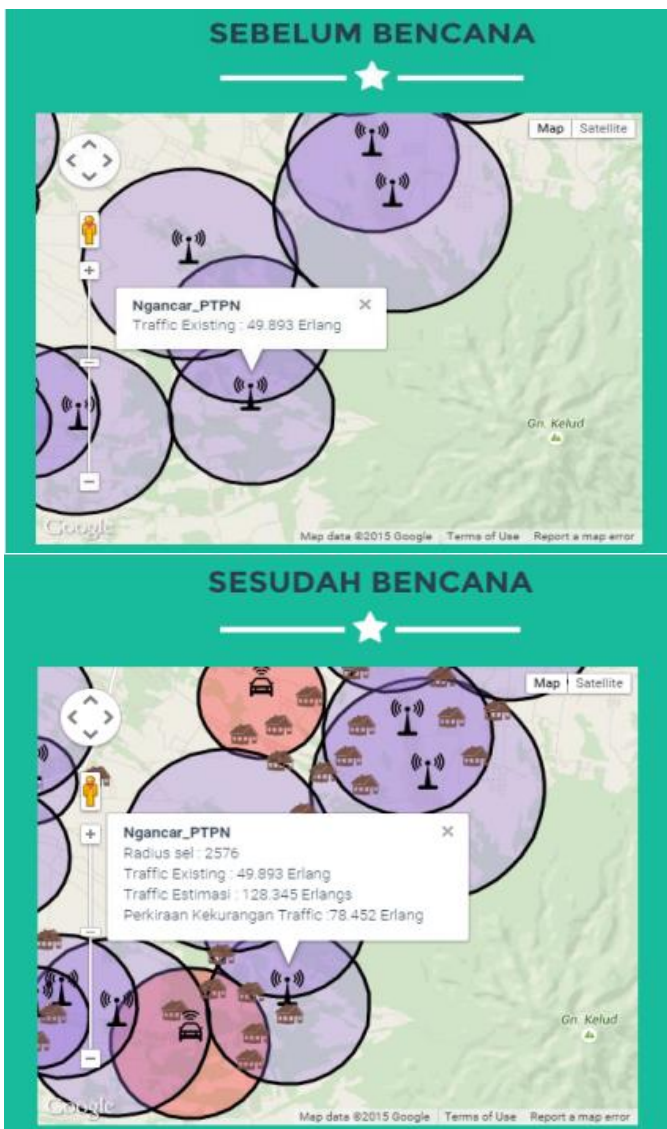 SEBELUM BENCANA
Map Satellite
Ngancar_PTPN
Traffic Existing : 49.893 Erlang
Gn. Kelud
Google
Map data ©2015 Google Terms of Use Report a map error
SESUDAH BENCANA
Map Satellite
Ngancar_PTPN
Radius sel : 2576
Traffic Existing : 49.893 Erlang
Traffic Estimasi : 128.345 Erlangs
Perkiraan Kekurangan Traffic :78.452 Erlang
Gn. Kelud
Google
Map data ©2015 Google Terms of Use Report a map error